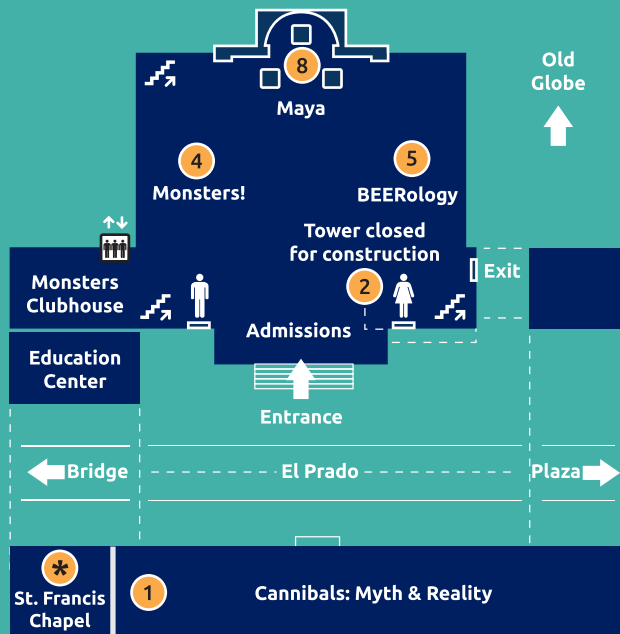 8
Maya
Old
Globe
4
Monsters!
5
BEERology
Tower closed
for construction
2
Exit
Monsters
Clubhouse
Admissions
Education
Center
Entrance
Bridge
El Prado
Plaza
*
St. Francis
Chapel
1
Cannibals: Myth & Reality